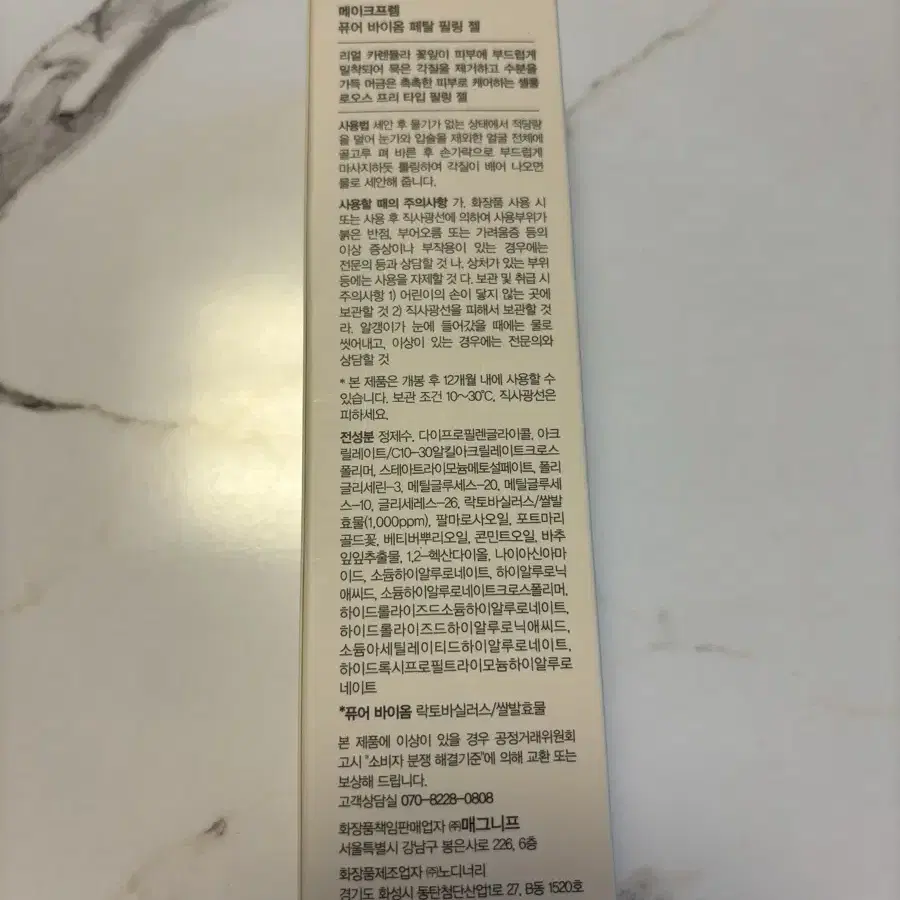 메이크프렘
퓨어 바이옴 페탈 필링 젤
리얼 카렌듈라 꽃잎이 피부에 부드럽게
밀착되어 묵은 각질을 제거하고 수분을
가득 머금은 촉촉한 피부로 케어하는 셀룰
로오스 프리 타입 필링 젤
사용법 세안 후 물기가 없는 상태에서 적당량
을 덜어 눈가와 입술을 제외한 얼굴 전체에
골고루 펴 바른 후 손가락으로 부드럽게
마사지하듯 롤링하여 각질이 배어 나오면
물로 세안해 줍니다.
사용할 때의 주의사항 가. 화장품 사용 시
또는 사용 후 직사광선에 의하여 사용부위가
붉은 반점, 부어오름 또는 가려움증 등의
이상 증상이나 부작용이 있는 경우에는
전문의 등과 상담할 것 나. 상처가 있는 부위
등에는 사용을 자제할 것 다. 보관 및 취급 시
주의사항 1) 어린이의 손이 닿지 않는 곳에
보관할 것 2) 직사광선을 피해서 보관할 것
라. 알갱이가 눈에 들어갔을 때에는 물로
씻어내고, 이상이 있는 경우에는 전문의와
상담할 것
* 본 제품은 개봉 후 12개월 내에 사용할 수
있습니다. 보관 조건 10~30℃, 직사광선은
피하세요.
전성분 정제수, 다이프로필렌글라이콜, 아크
릴레이트/C10-30알킬아크릴레이트크로스
폴리머, 스테아트라이모늄메토설페이트, 폴리
글리세린-3, 메틸글루세스-20, 메틸글루세
스-10, 글리세레스-26, 락토바실러스/쌀발
효물(1,000ppm), 팔마로사오일, 포트마리
골드꽃, 베티버뿌리오일, 콘민트오일, 바추
잎잎추출물, 1,2-헥산다이올, 나이아신아마
이드, 소듐하이알루로네이트, 하이알루로닉
애씨드, 소듐하이알루로네이트크로스폴리머,
하이드롤라이즈드소듐하이알루로네이트,
하이드롤라이즈드하이알루로닉애씨드,
소듐아세틸레이티드하이알루로네이트,
하이드록시프로필트라이모늄하이알루로
네이트
*퓨어 바이옴 락토바실러스/쌀발효물
본 제품에 이상이 있을 경우 공정거래위원회
고시 "소비자 분쟁 해결기준"에 의해 교환 또는
보상해 드립니다.
고객상담실 070-8228-0808
화장품책임판매업자 ㈜매그니프
서울특별시 강남구 봉은사로 226, 6층
화장품제조업자 ㈜노디너리
경기도 화성시 동탄첨단산업1로 27, B동 1520호